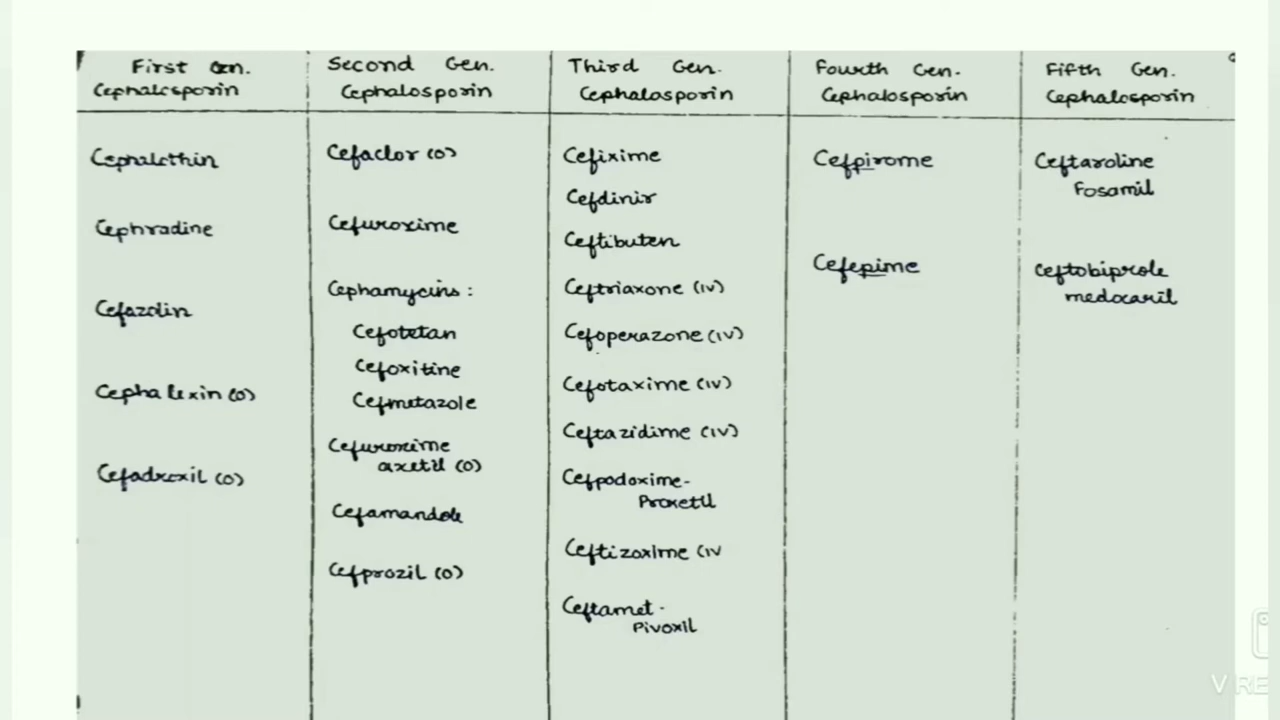 First Gen.
Cephalosporin
Cephalothin
Cephradine
Cefazolin
Cephalexin (O)
Cefadroxil (O)
Second Gen.
Cephalosporin
Cefaclor (O)
Cefuroxime
Cephamycins :
Cefotetan
Cefoxitine
Cefmetazole
Cefuroxime
axetil (O)
Cefamandole
Cefprozil (O)
Third Gen.
Cephalosporin
Cefixime
Cefdinir
Ceftibuten
Ceftriaxone (IV)
Cefoperazone (IV)
Cefotaxime (IV)
Ceftazidime (IV)
Cefpodoxime-
Proxetil
Ceftizoxime (IV
Ceftamet-
Pivoxil
Fourth Gen.
Cephalosporin
Cefpirome
Cefepime
Fifth Gen.
Cephalosporin
Ceftaroline
Fosamil
Ceftobiprole
medocaril
V RE